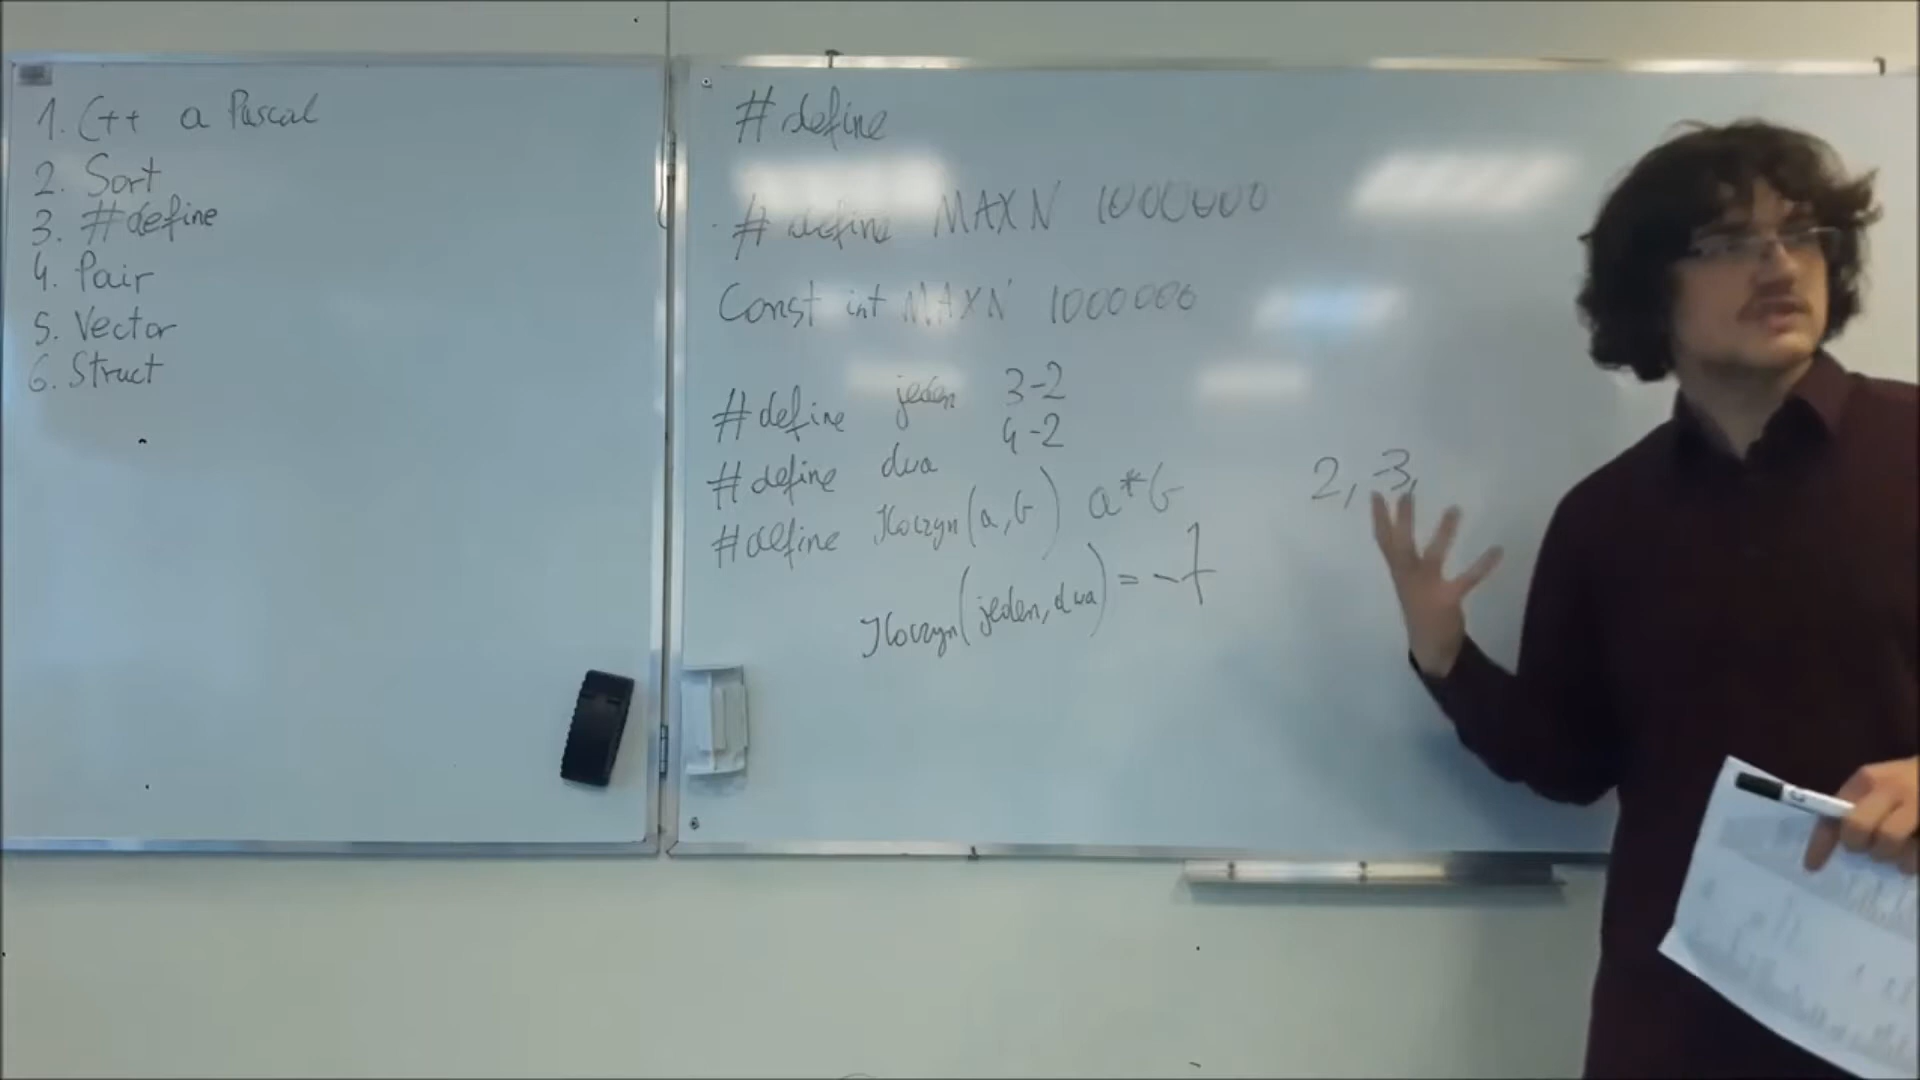 1. C++ a Pascal
2. Sort
3. #define
4. Pair
5. Vector
6. Struct
#define
#define MAXN 1000000
Const int MAXN 1000000
#define jeden 3-2
#define dwa 4-2
#define Iloczyn(a,b) a*b
Iloczyn(jeden,dwa) = -7
2, 3,